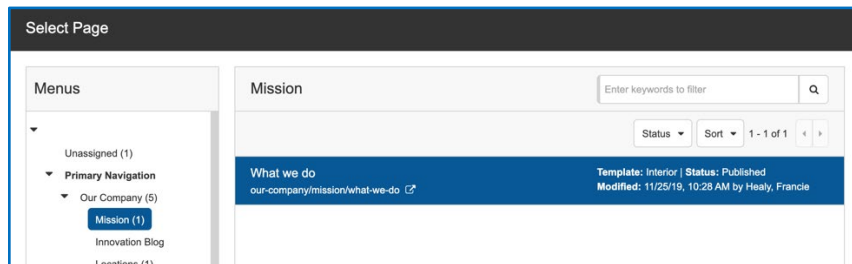 Select Page
Menus
Unassigned (1)
Primary Navigation
Our Company (5)
Mission (1)
Innovation Blog
Locations (1)
Mission
Enter keywords to filter
Status Sort 1 - 1 of 1
What we do
our-company/mission/what-we-do
Template: Interior | Status: Published
Modified: 11/25/19, 10:28 AM by Healy, Francie